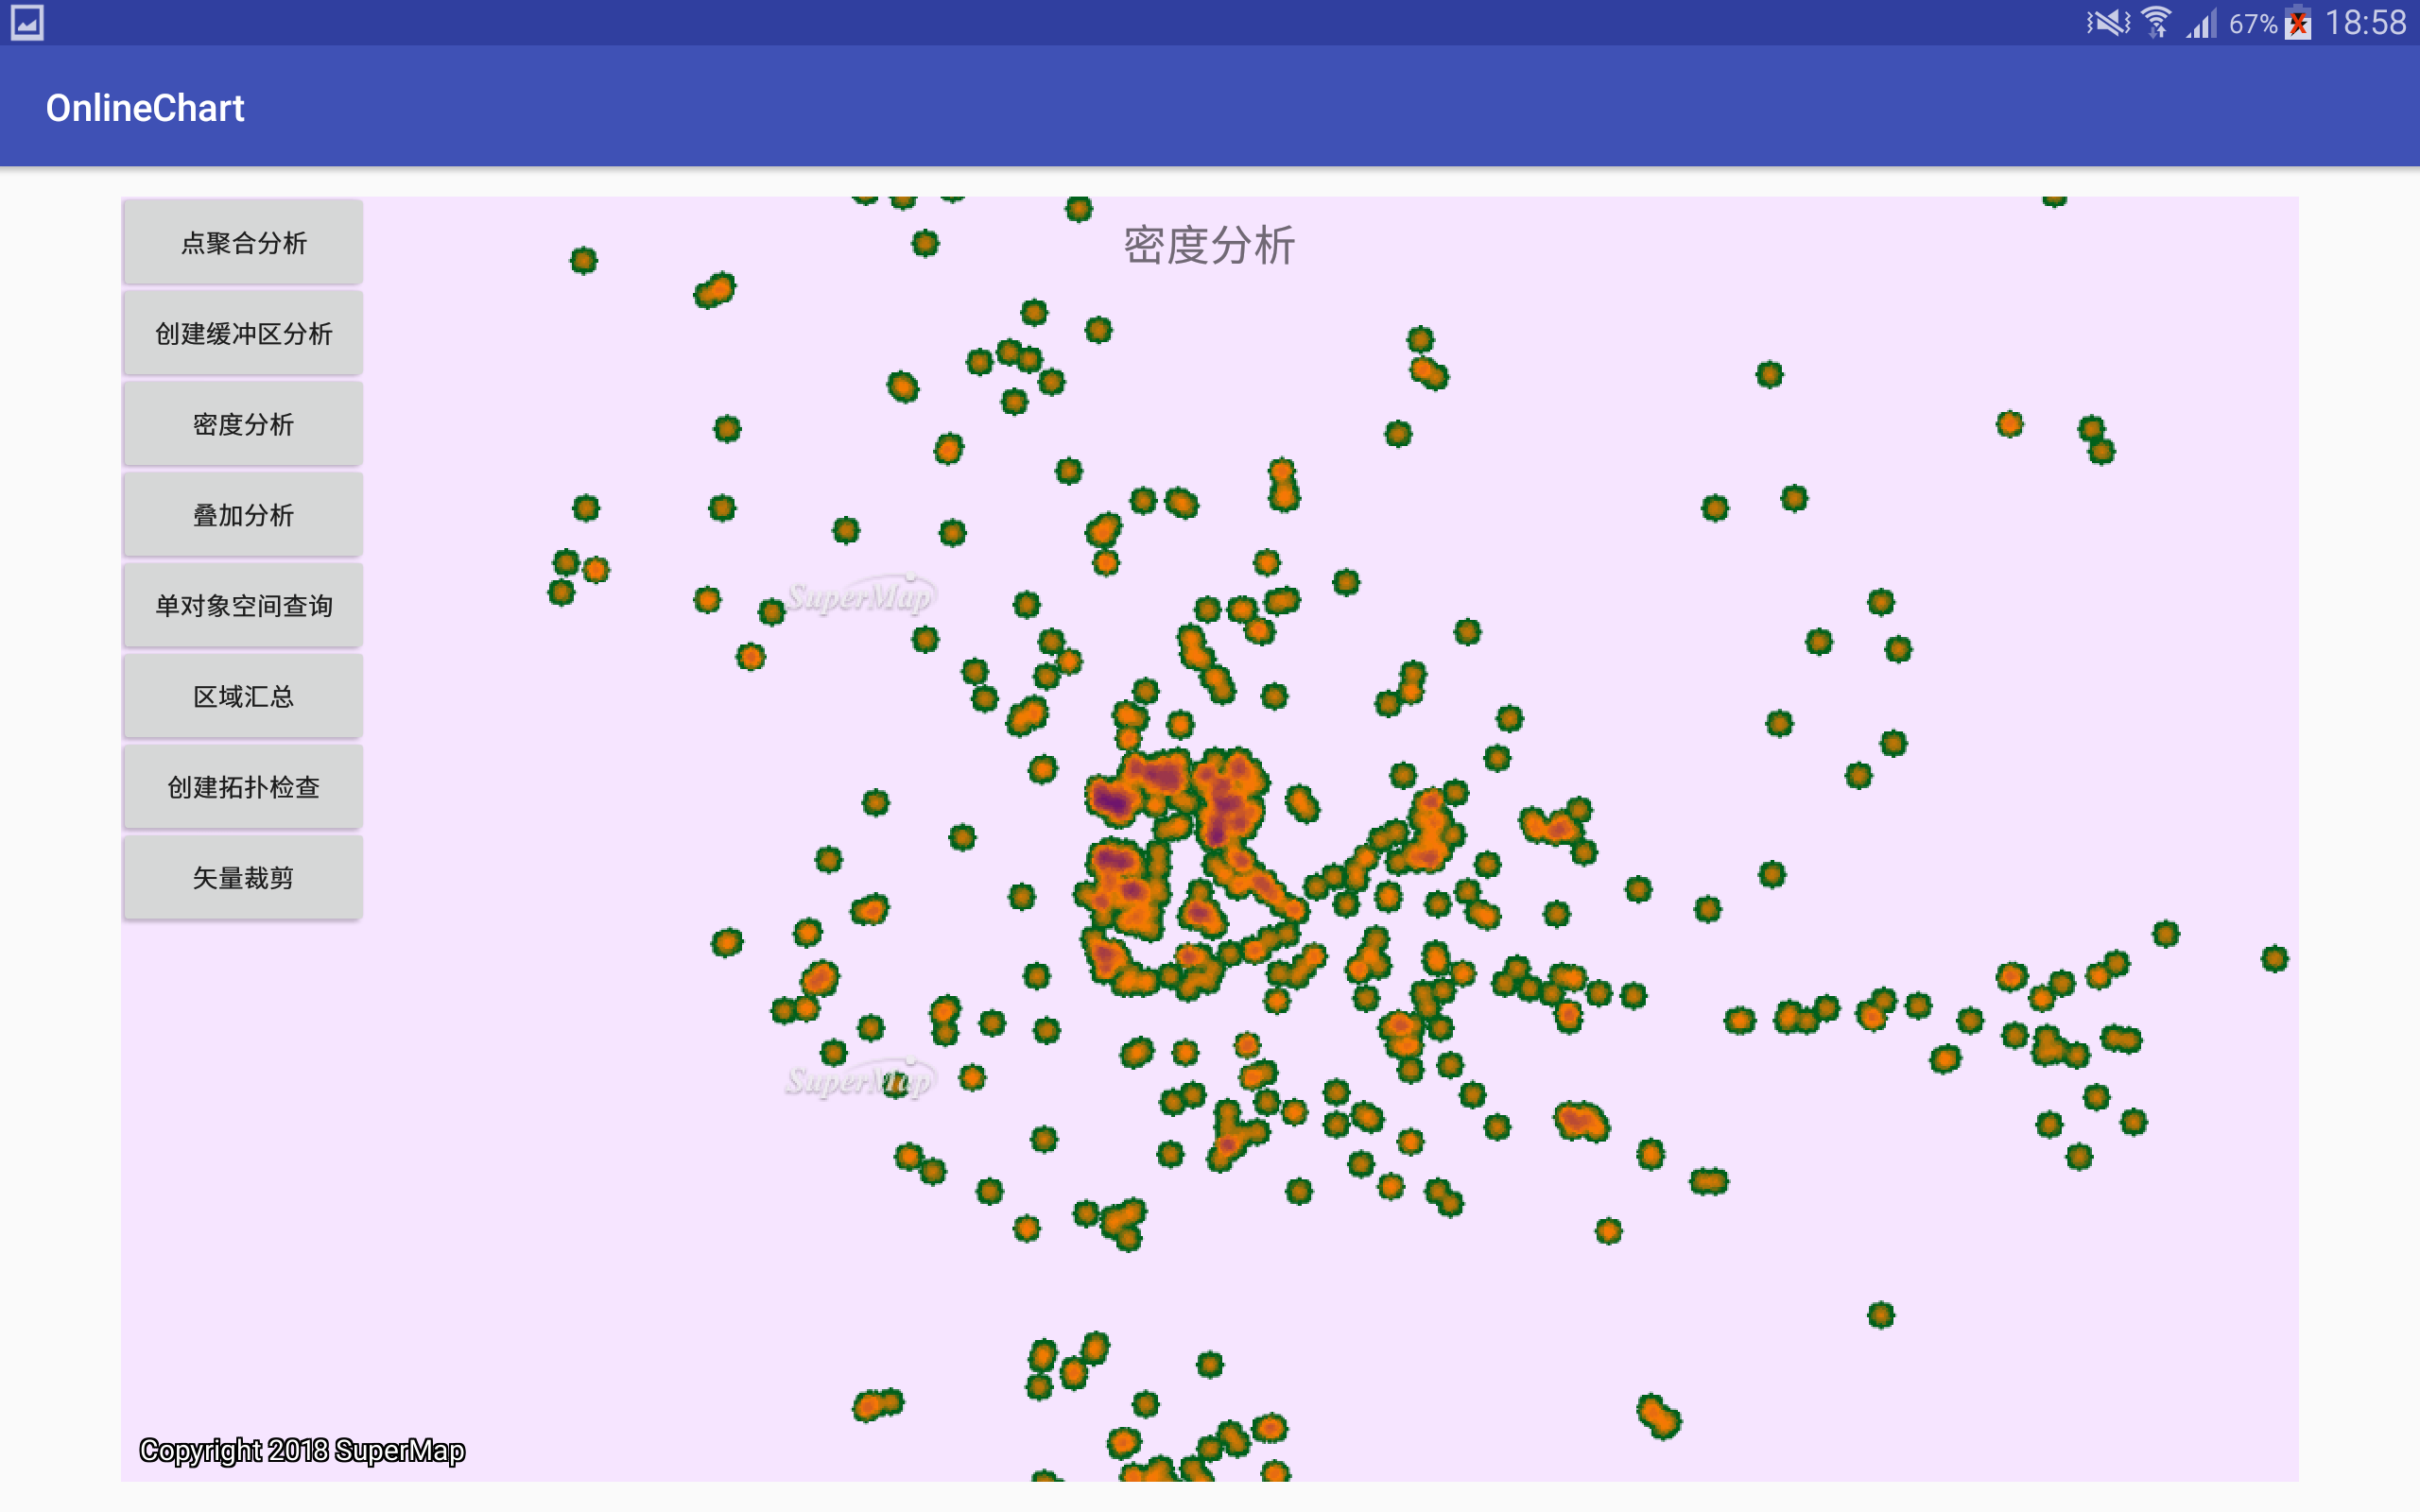 67% 18:58
OnlineChart
密度分析
点聚合分析
创建缓冲区分析
密度分析
叠加分析
单对象空间查询
区域汇总
创建拓扑检查
矢量裁剪
SuperMap
SuperMap
Copyright 2018 SuperMap